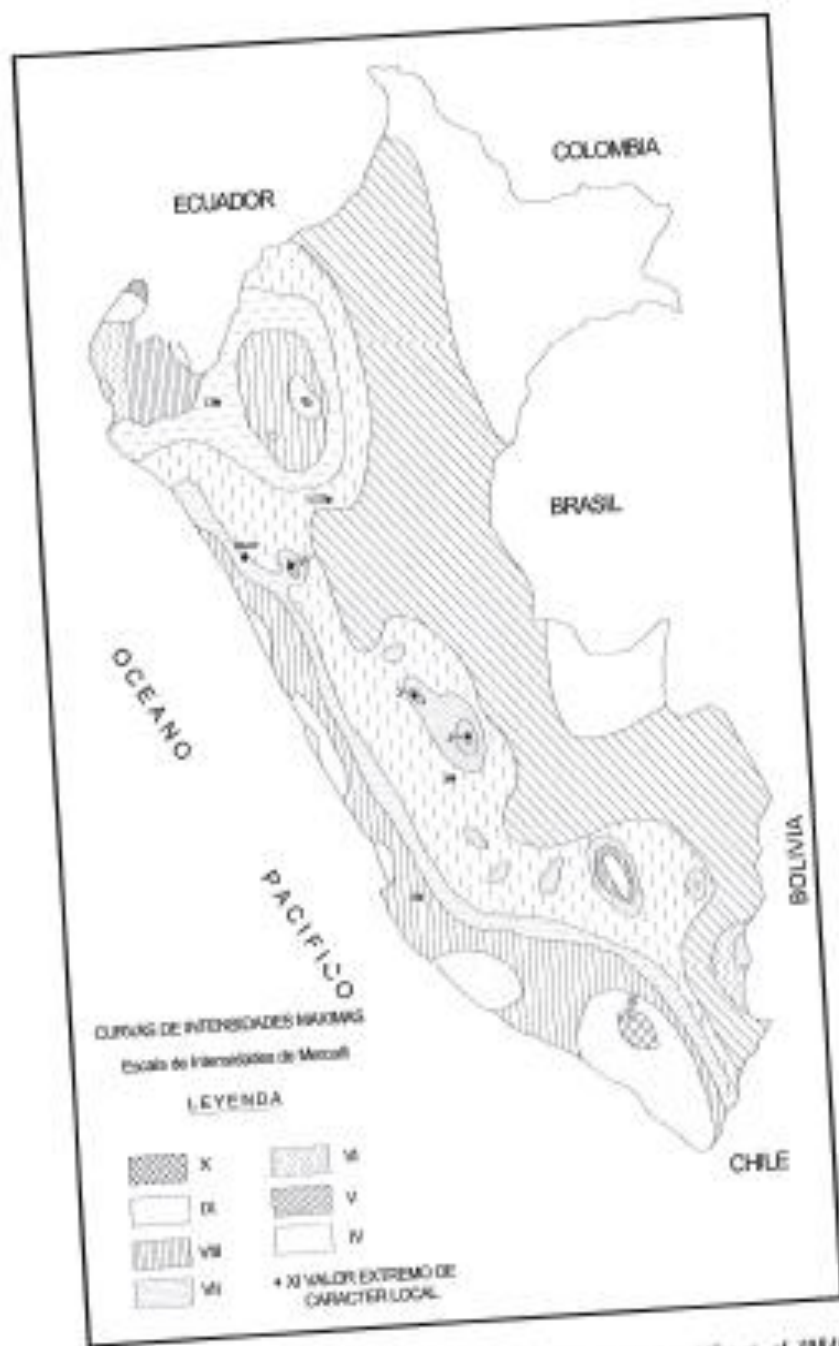 COLOMBIA
ECUADOR
BRASIL
OCEANO
PACIFICO
BOLIVIA
CHILE
CURVAS DE INTENSIDADES MAXIMAS
Escala de Intensidades de Mercalli
LEYENDA
X
IX
VIII
VII
VI
V
IV
+ XI VALOR EXTREMO DE
CARACTER LOCAL